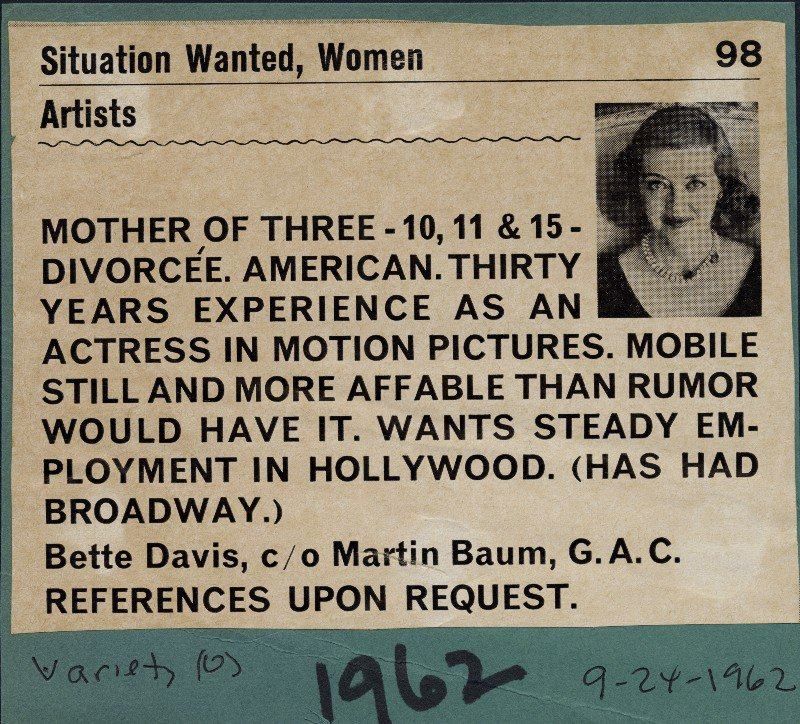 Situation Wanted, Women 98
Artists
MOTHER OF THREE - 10, 11 & 15 -
DIVORCÉE. AMERICAN. THIRTY
YEARS EXPERIENCE AS AN
ACTRESS IN MOTION PICTURES. MOBILE
STILL AND MORE AFFABLE THAN RUMOR
WOULD HAVE IT. WANTS STEADY EM-
PLOYMENT IN HOLLYWOOD. (HAS HAD
BROADWAY.)
Bette Davis, c/o Martin Baum, G.A.C.
REFERENCES UPON REQUEST.
Variety 1962 9-24-1962